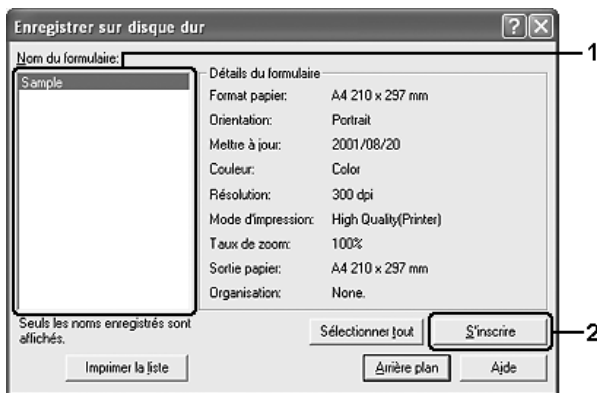 Enregistrer sur disque dur
Nom du formulaire:
1
Sample
Détails du formulaire
Format papier: A4 210 x 297 mm
Orientation: Portrait
Mettre à jour: 2001/08/20
Couleur: Color
Résolution: 300 dpi
Mode d'impression: High Quality(Printer)
Taux de zoom: 100%
Sortie papier: A4 210 x 297 mm
Organisation: None.
Seuls les noms enregistrés sont
affichés.
Sélectionner tout
S'inscrire
2
Imprimer la liste
Arrière plan
Aide